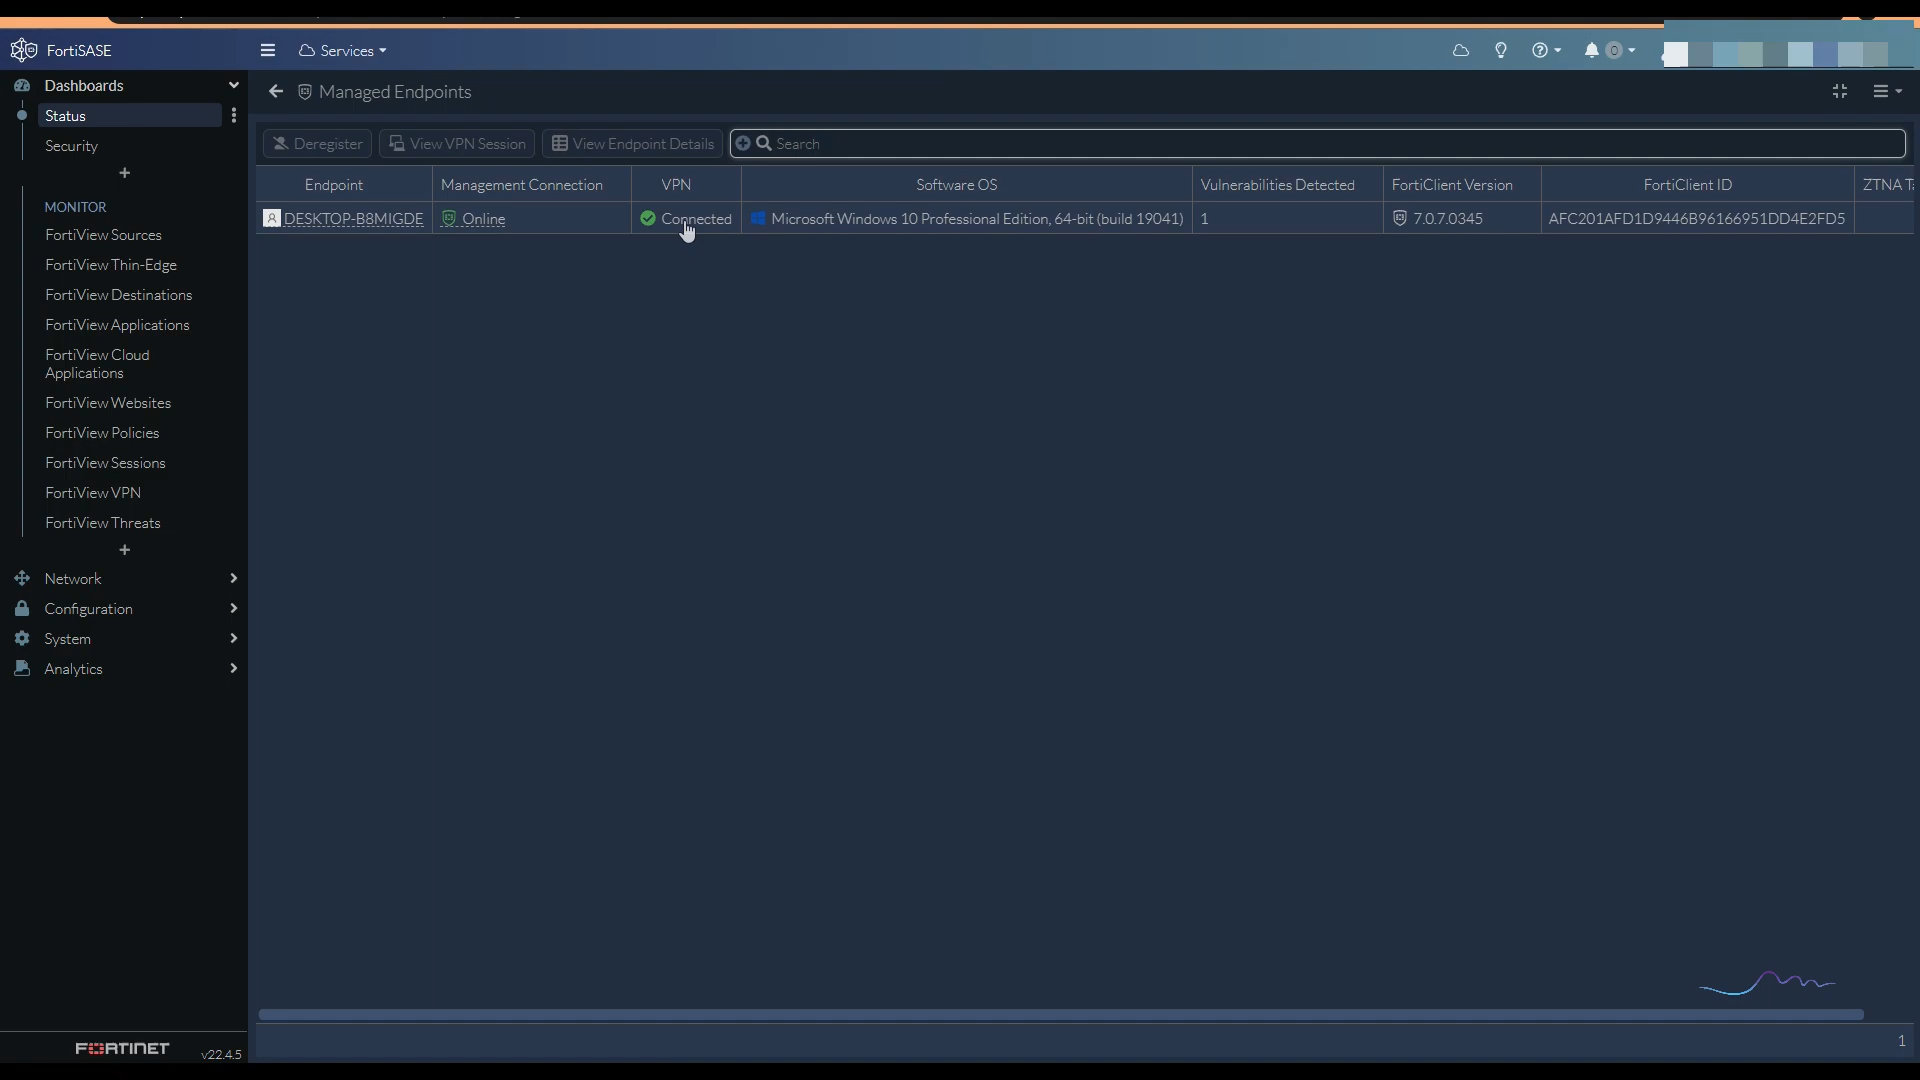 FortiSASE
Services
0
Dashboards
Status
Security
+
MONITOR
FortiView Sources
FortiView Thin-Edge
FortiView Destinations
FortiView Applications
FortiView Cloud
Applications
FortiView Websites
FortiView Policies
FortiView Sessions
FortiView VPN
FortiView Threats
+
Network
Configuration
System
Analytics
FORTINET v22.4.5
Managed Endpoints
Deregister View VPN Session View Endpoint Details Search
Endpoint Management Connection VPN Software OS Vulnerabilities Detected FortiClient Version FortiClient ID ZTNA
DESKTOP-B8MIGDE Online Connected Microsoft Windows 10 Professional Edition, 64-bit (build 19041) 1 7.0.7.0345 AFC201AFD1D9446B96166951DD4E2FD5
1